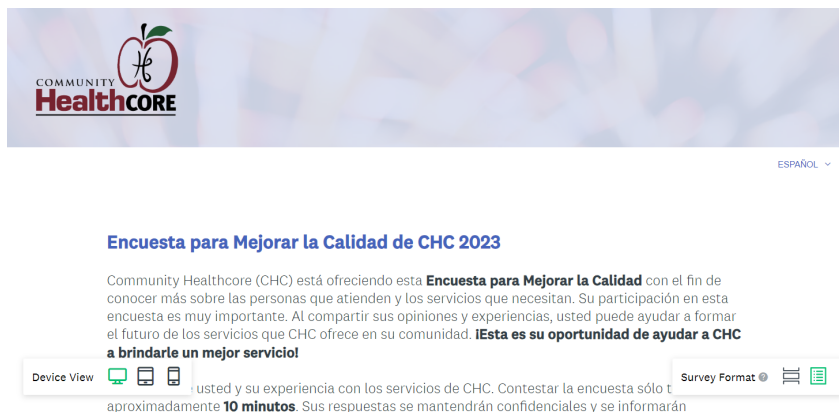 COMMUNITY
HealthCORE
ESPAÑOL
Encuesta para Mejorar la Calidad de CHC 2023
Community Healthcore (CHC) está ofreciendo esta Encuesta para Mejorar la Calidad con el fin de
conocer más sobre las personas que atienden y los servicios que necesitan. Su participación en esta
encuesta es muy importante. Al compartir sus opiniones y experiencias, usted puede ayudar a formar
el futuro de los servicios que CHC ofrece en su comunidad. ¡Esta es su oportunidad de ayudar a CHC
a brindarle un mejor servicio!
Device View
Survey Format
usted y su experiencia con los servicios de CHC. Contestar la encuesta sólo
aproximadamente 10 minutos. Sus respuestas se mantendrán confidenciales y se informarán